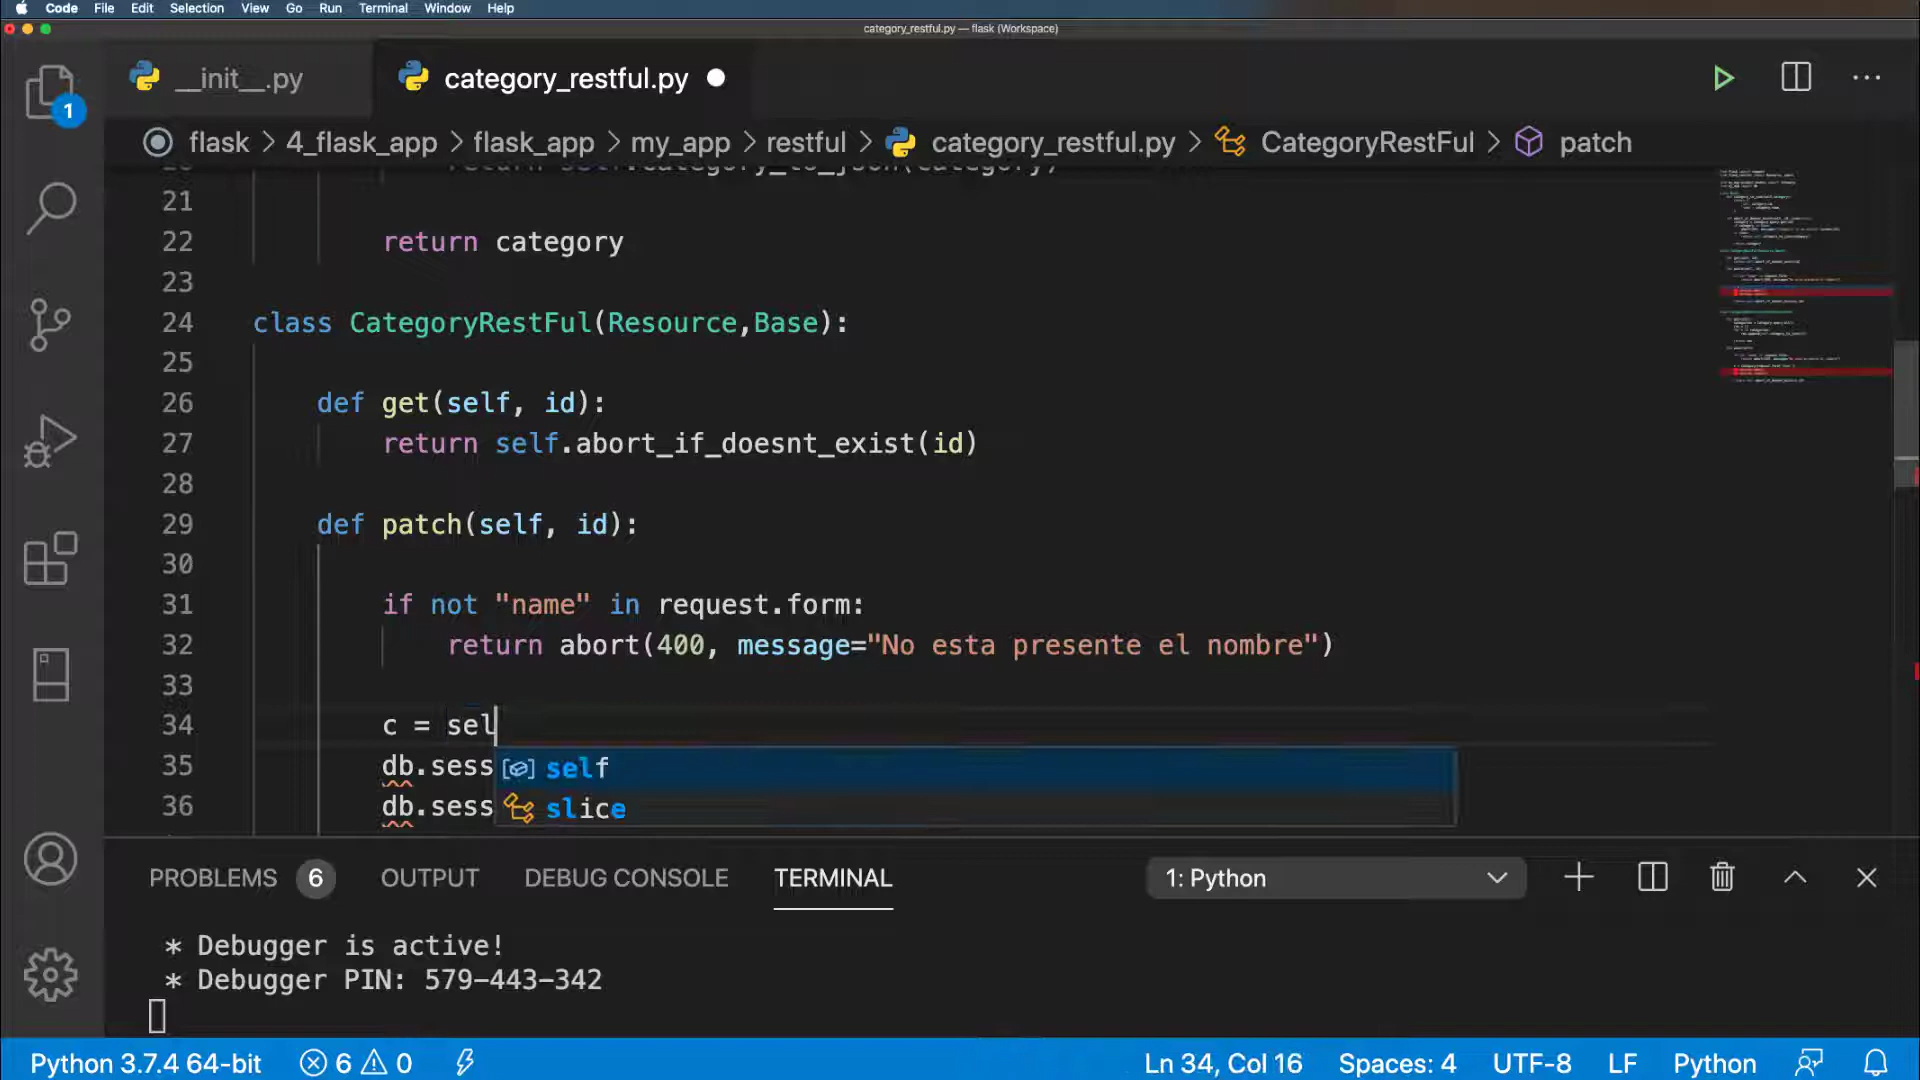 Code File Edit Selection View Go Run Terminal Window Help
category_restful.py — flask (Workspace)
__init__.py category_restful.py
1
flask > 4_flask_app > flask_app > my_app > restful > category_restful.py > CategoryRestFul > patch
20 return self.category_to_json(category)
21
22 return category
23
24 class CategoryRestFul(Resource,Base):
25
26 def get(self, id):
27 return self.abort_if_doesnt_exist(id)
28
29 def patch(self, id):
30
31 if not "name" in request.form:
32 return abort(400, message="No esta presente el nombre")
33
34 c = sel
35 db.sess self
36 db.sess slice
PROBLEMS 6 OUTPUT DEBUG CONSOLE TERMINAL 1: Python
* Debugger is active!
* Debugger PIN: 579-443-342
Python 3.7.4 64-bit 6 0 Ln 34, Col 16 Spaces: 4 UTF-8 LF Python